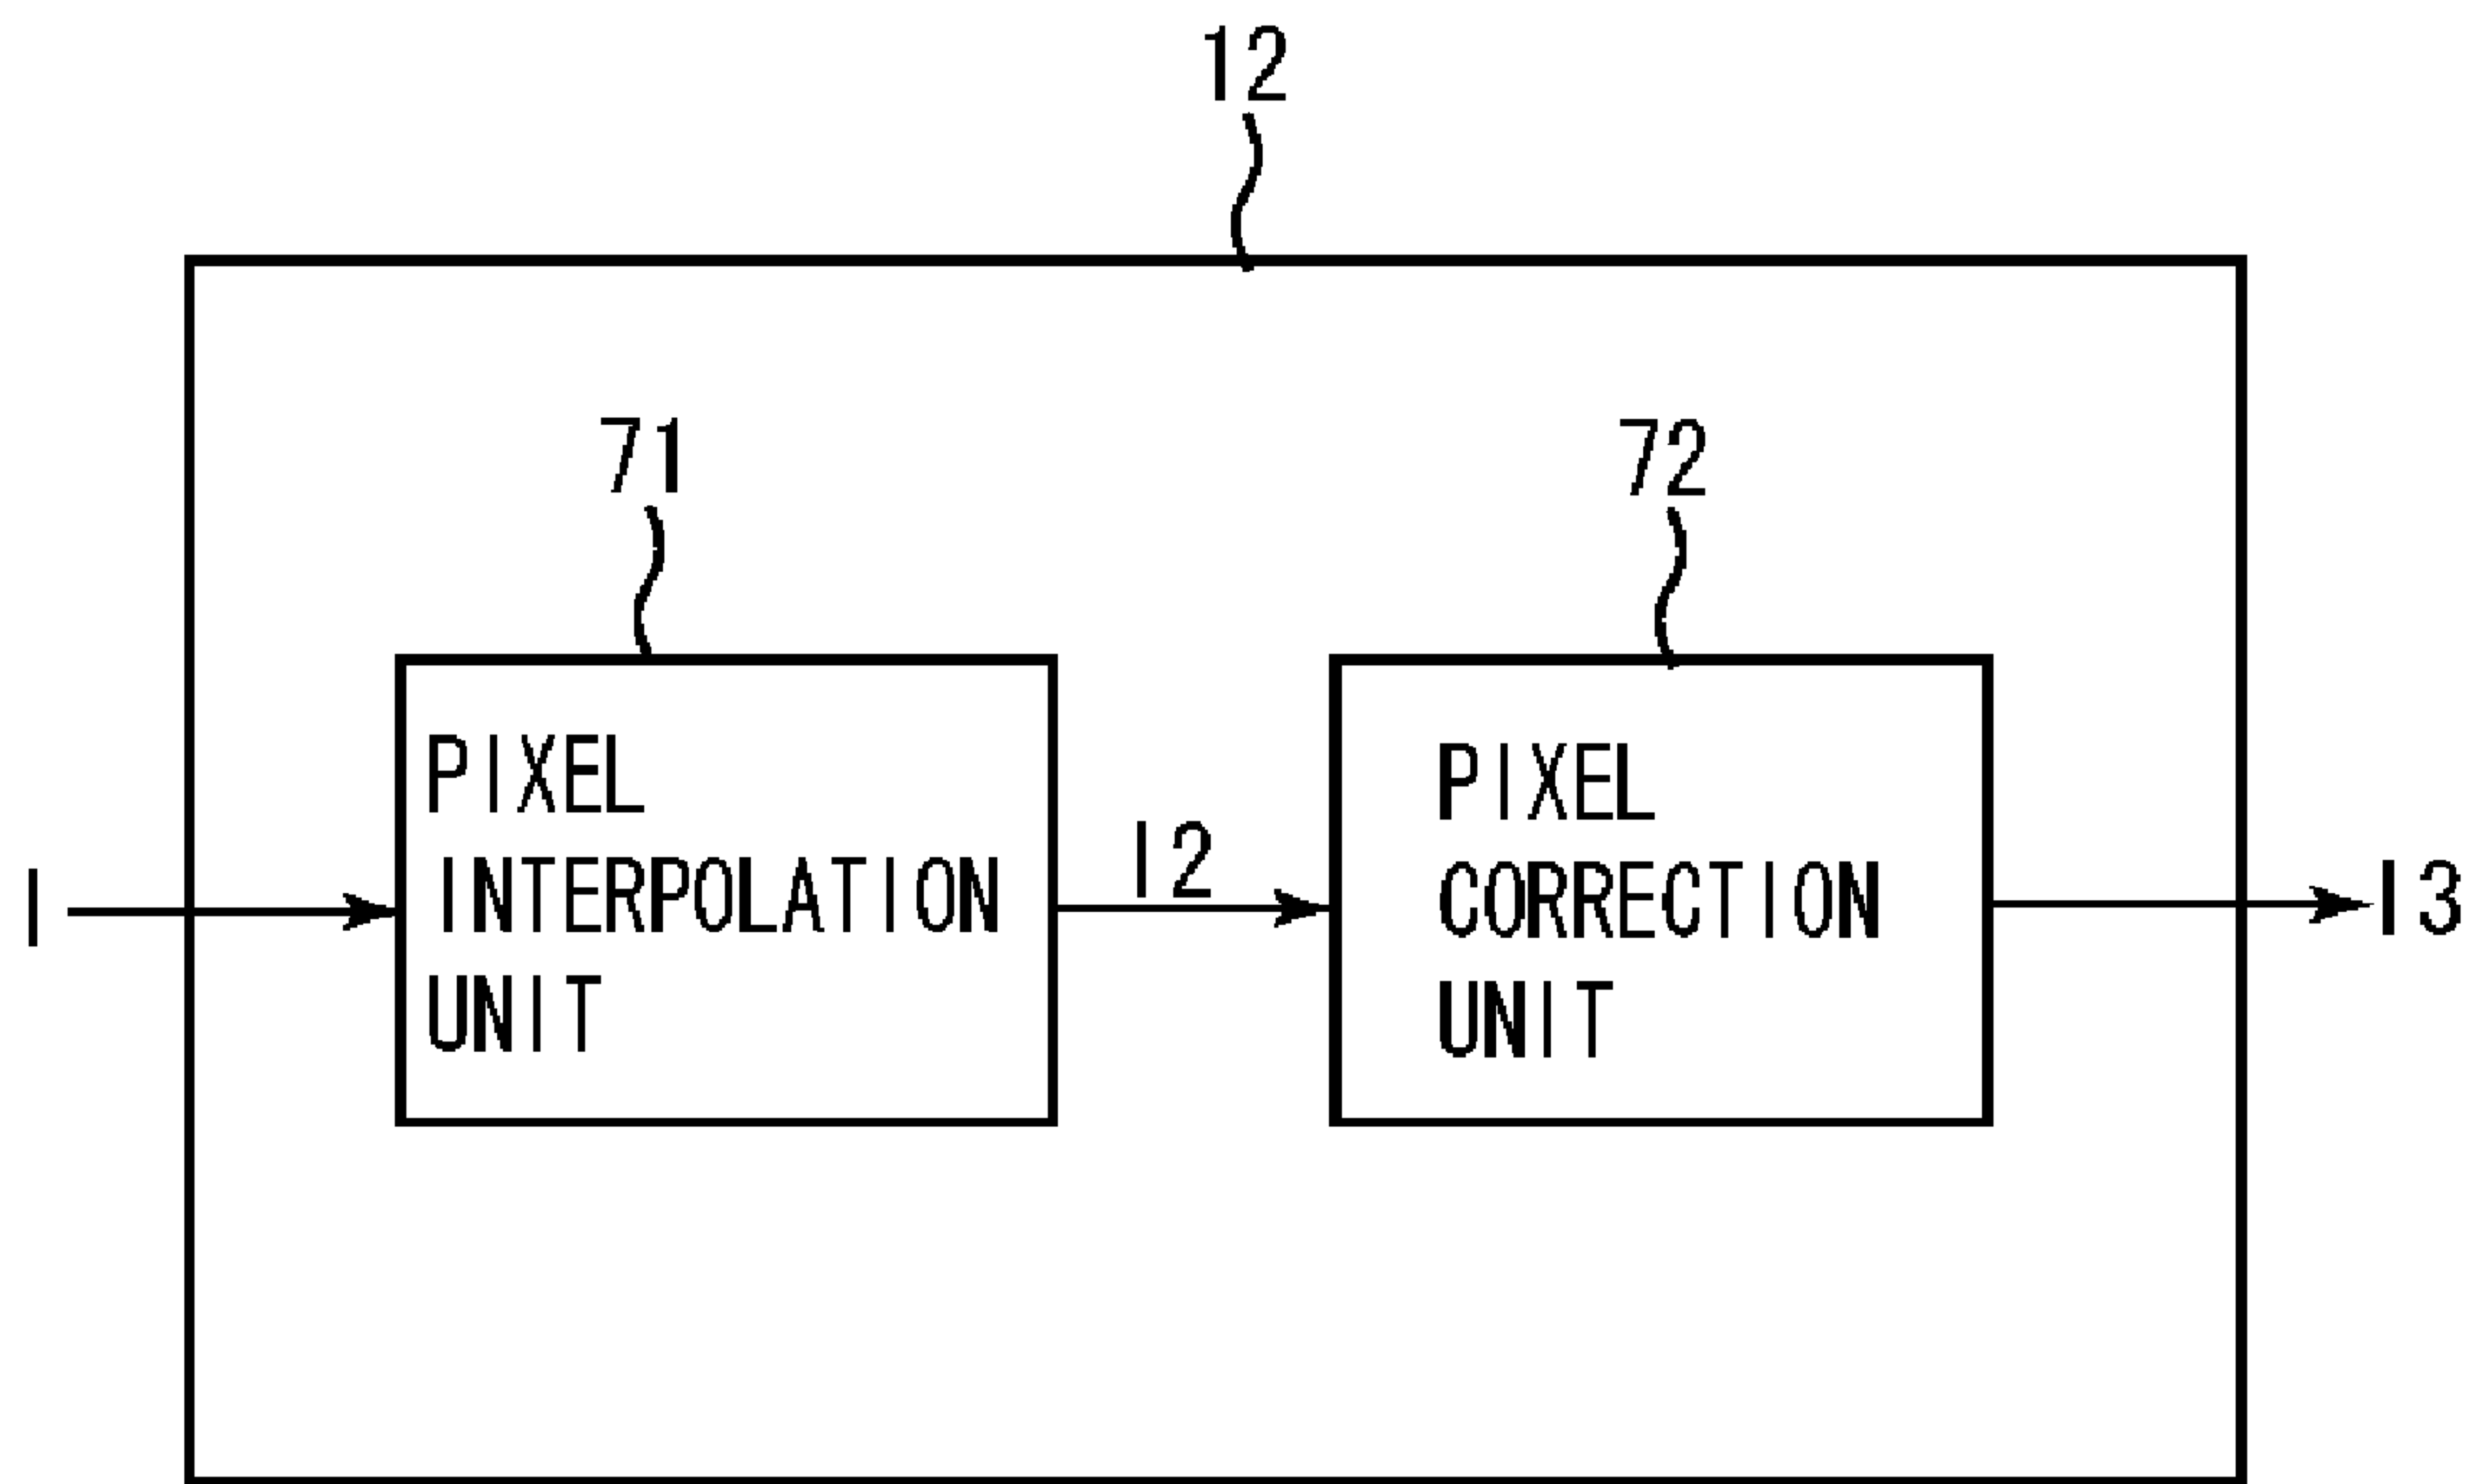 12
71
72
PIXEL
INTERPOLATION
UNIT
PIXEL
CORRECTION
UNIT
I
I2
I3